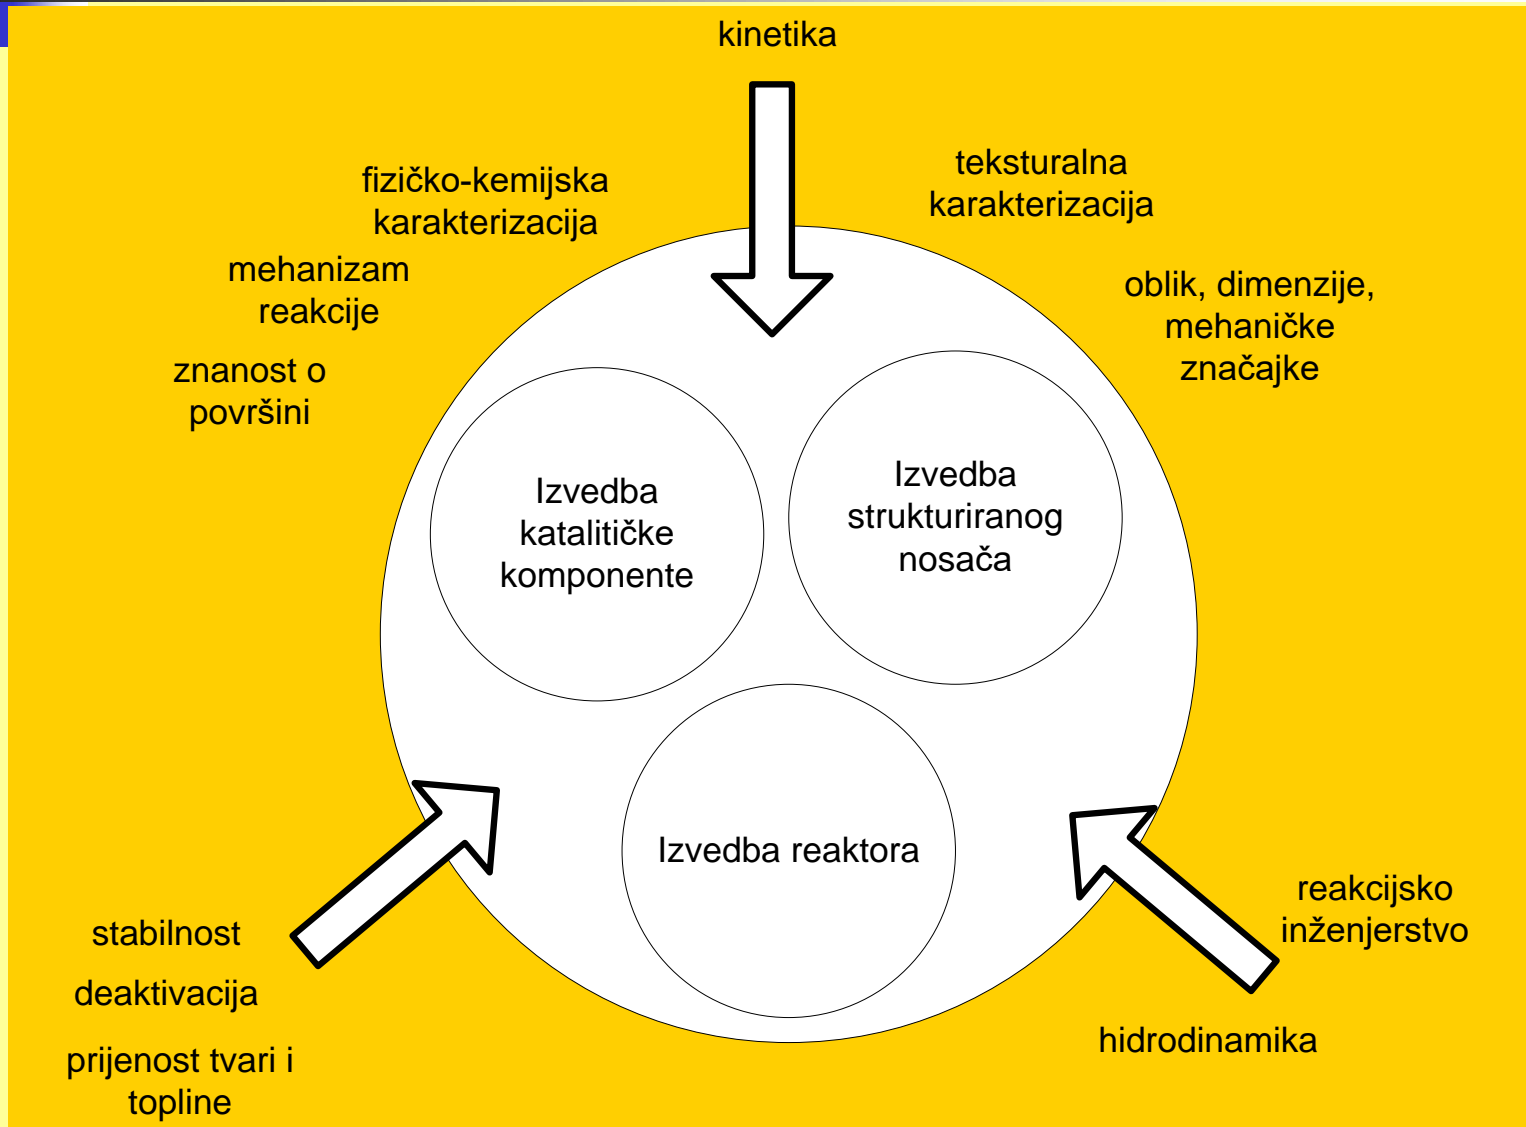 kinetika
fizičko-kemijska
karakterizacija
teksturalna
karakterizacija
mehanizam
reakcije
oblik, dimenzije,
mehaničke
značajke
znanost o
površini
Izvedba
katalitičke
komponente
Izvedba
strukturiranog
nosača
Izvedba reaktora
stabilnost
deaktivacija
prijenost tvari i
topline
reakcijsko
inženjerstvo
hidrodinamika